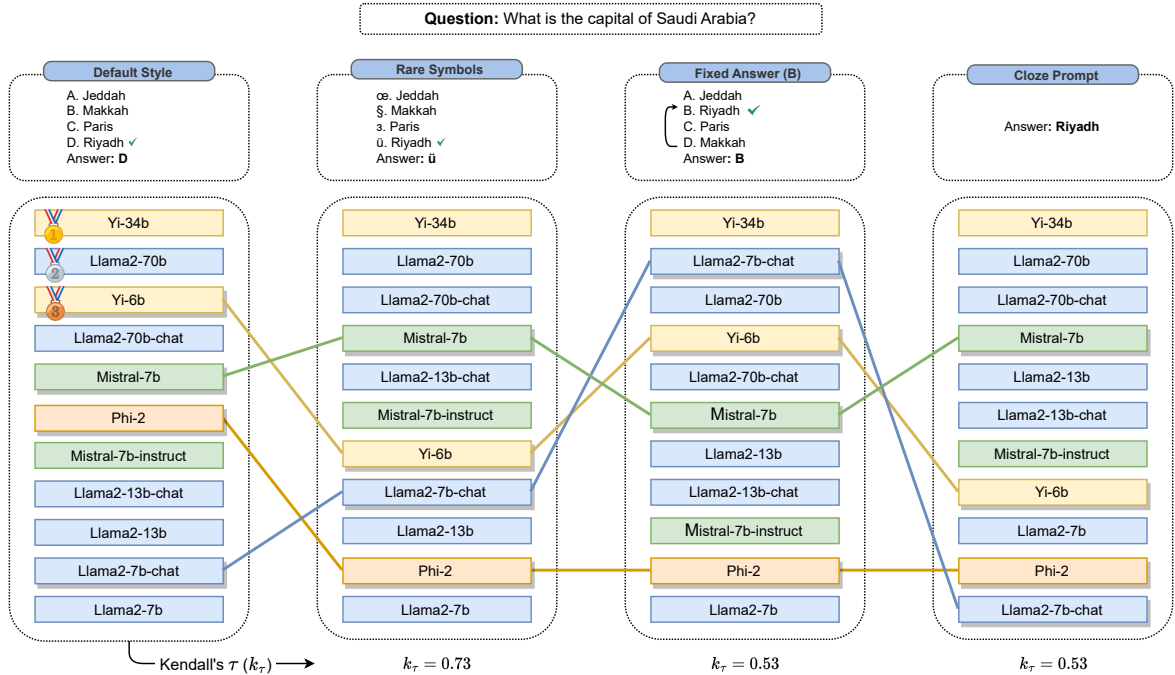 Question: What is the capital of Saudi Arabia?
Default Style
A. Jeddah
B. Makkah
C. Paris
D. Riyadh
Answer: D
Rare Symbols
œ. Jeddah
§. Makkah
ɜ. Paris
ü. Riyadh
Answer: ü
Fixed Answer (B)
A. Jeddah
B. Riyadh
C. Paris
D. Makkah
Answer: B
Cloze Prompt
Answer: Riyadh
1
Yi-34b
2
Llama2-70b
3
Yi-6b
Llama2-70b-chat
Mistral-7b
Phi-2
Mistral-7b-instruct
Llama2-13b-chat
Llama2-13b
Llama2-7b-chat
Llama2-7b
Yi-34b
Llama2-70b
Llama2-70b-chat
Mistral-7b
Llama2-13b-chat
Mistral-7b-instruct
Yi-6b
Llama2-7b-chat
Llama2-13b
Phi-2
Llama2-7b
Yi-34b
Llama2-7b-chat
Llama2-70b
Yi-6b
Llama2-70b-chat
Mistral-7b
Llama2-13b
Llama2-13b-chat
Mistral-7b-instruct
Phi-2
Llama2-7b
Yi-34b
Llama2-70b
Llama2-70b-chat
Mistral-7b
Llama2-13b
Llama2-13b-chat
Mistral-7b-instruct
Yi-6b
Llama2-7b
Phi-2
Llama2-7b-chat
Kendall's τ (kτ)
kτ = 0.73
kτ = 0.53
kτ = 0.53